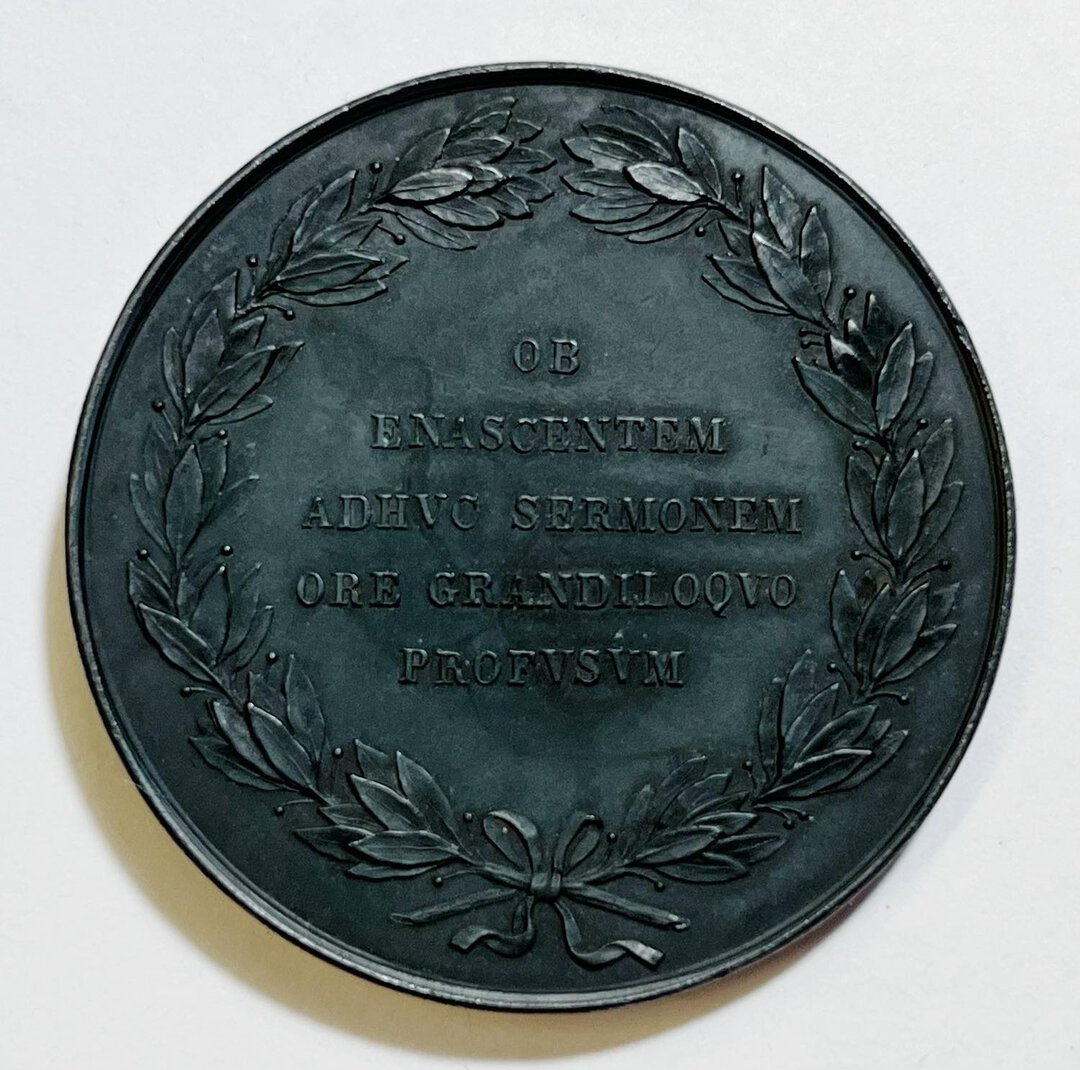 OB
ENASCENTEM
ADHVC SERMONEM
ORE GRANDILOQVO
PROFVSVM